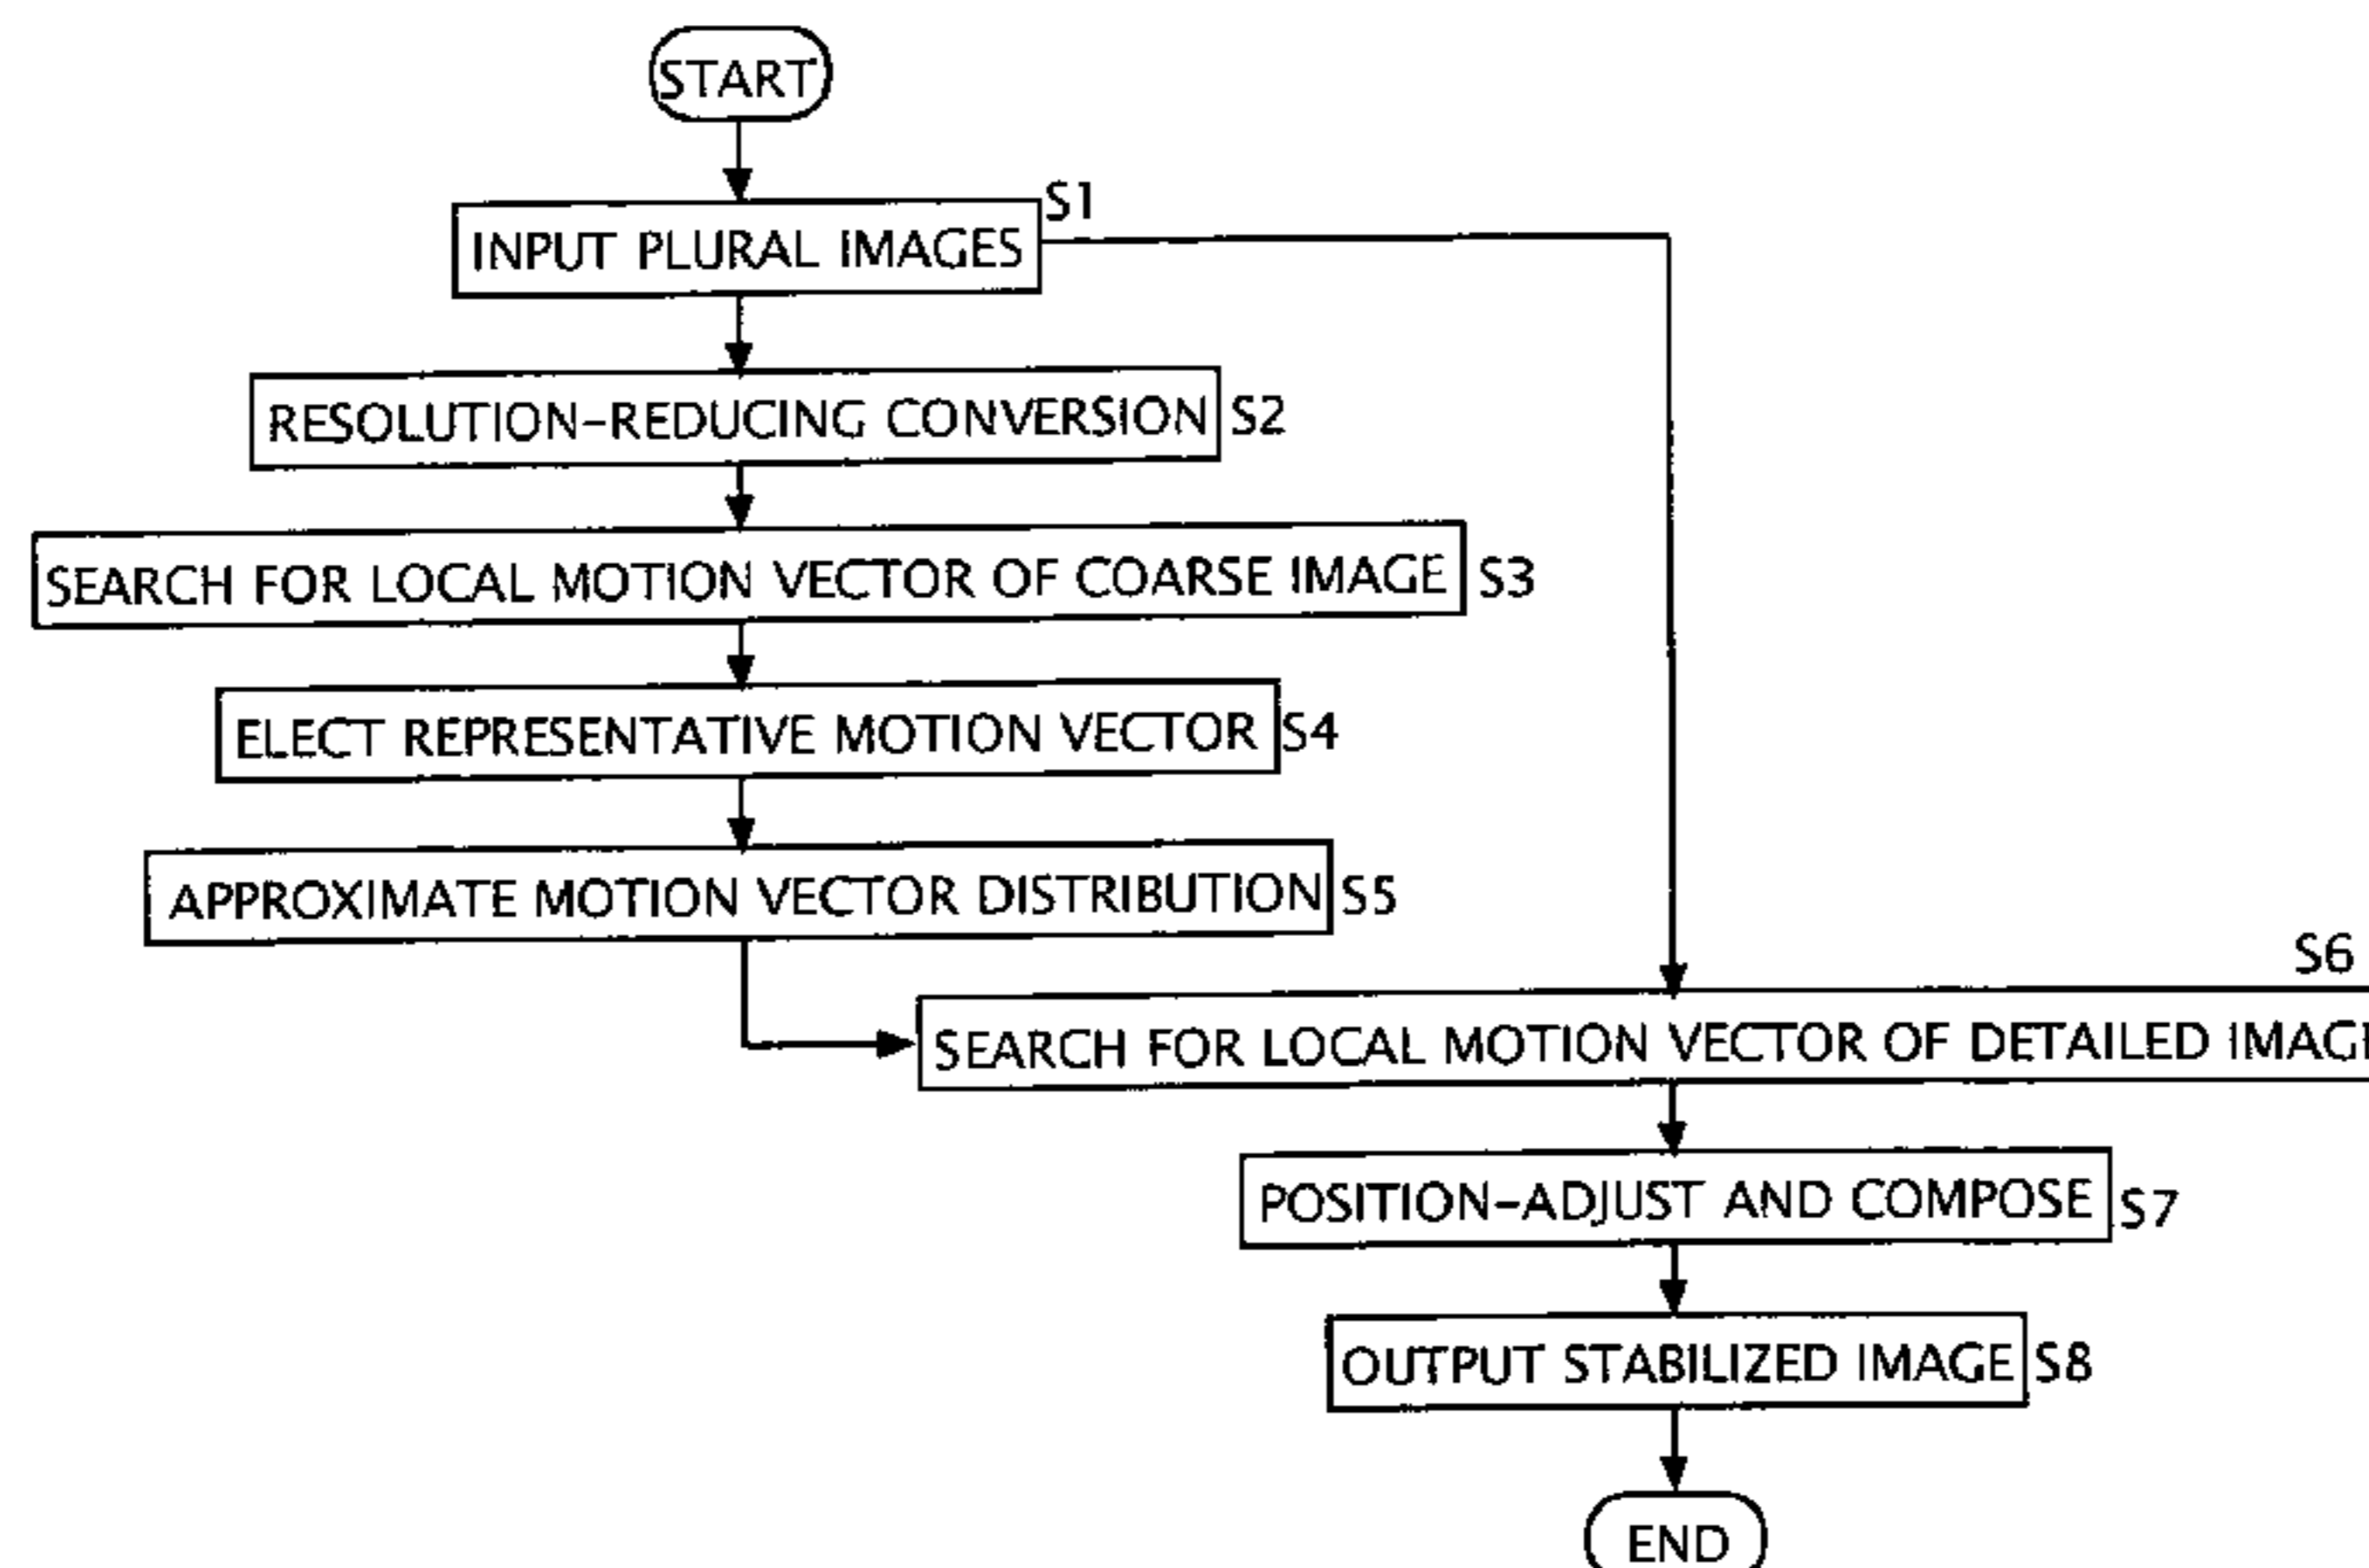 START
S1
INPUT PLURAL IMAGES
RESOLUTION-REDUCING CONVERSION S2
SEARCH FOR LOCAL MOTION VECTOR OF COARSE IMAGE S3
ELECT REPRESENTATIVE MOTION VECTOR S4
APPROXIMATE MOTION VECTOR DISTRIBUTION S5
S6
SEARCH FOR LOCAL MOTION VECTOR OF DETAILED IMAGE
POSITION-ADJUST AND COMPOSE S7
OUTPUT STABILIZED IMAGE S8
END